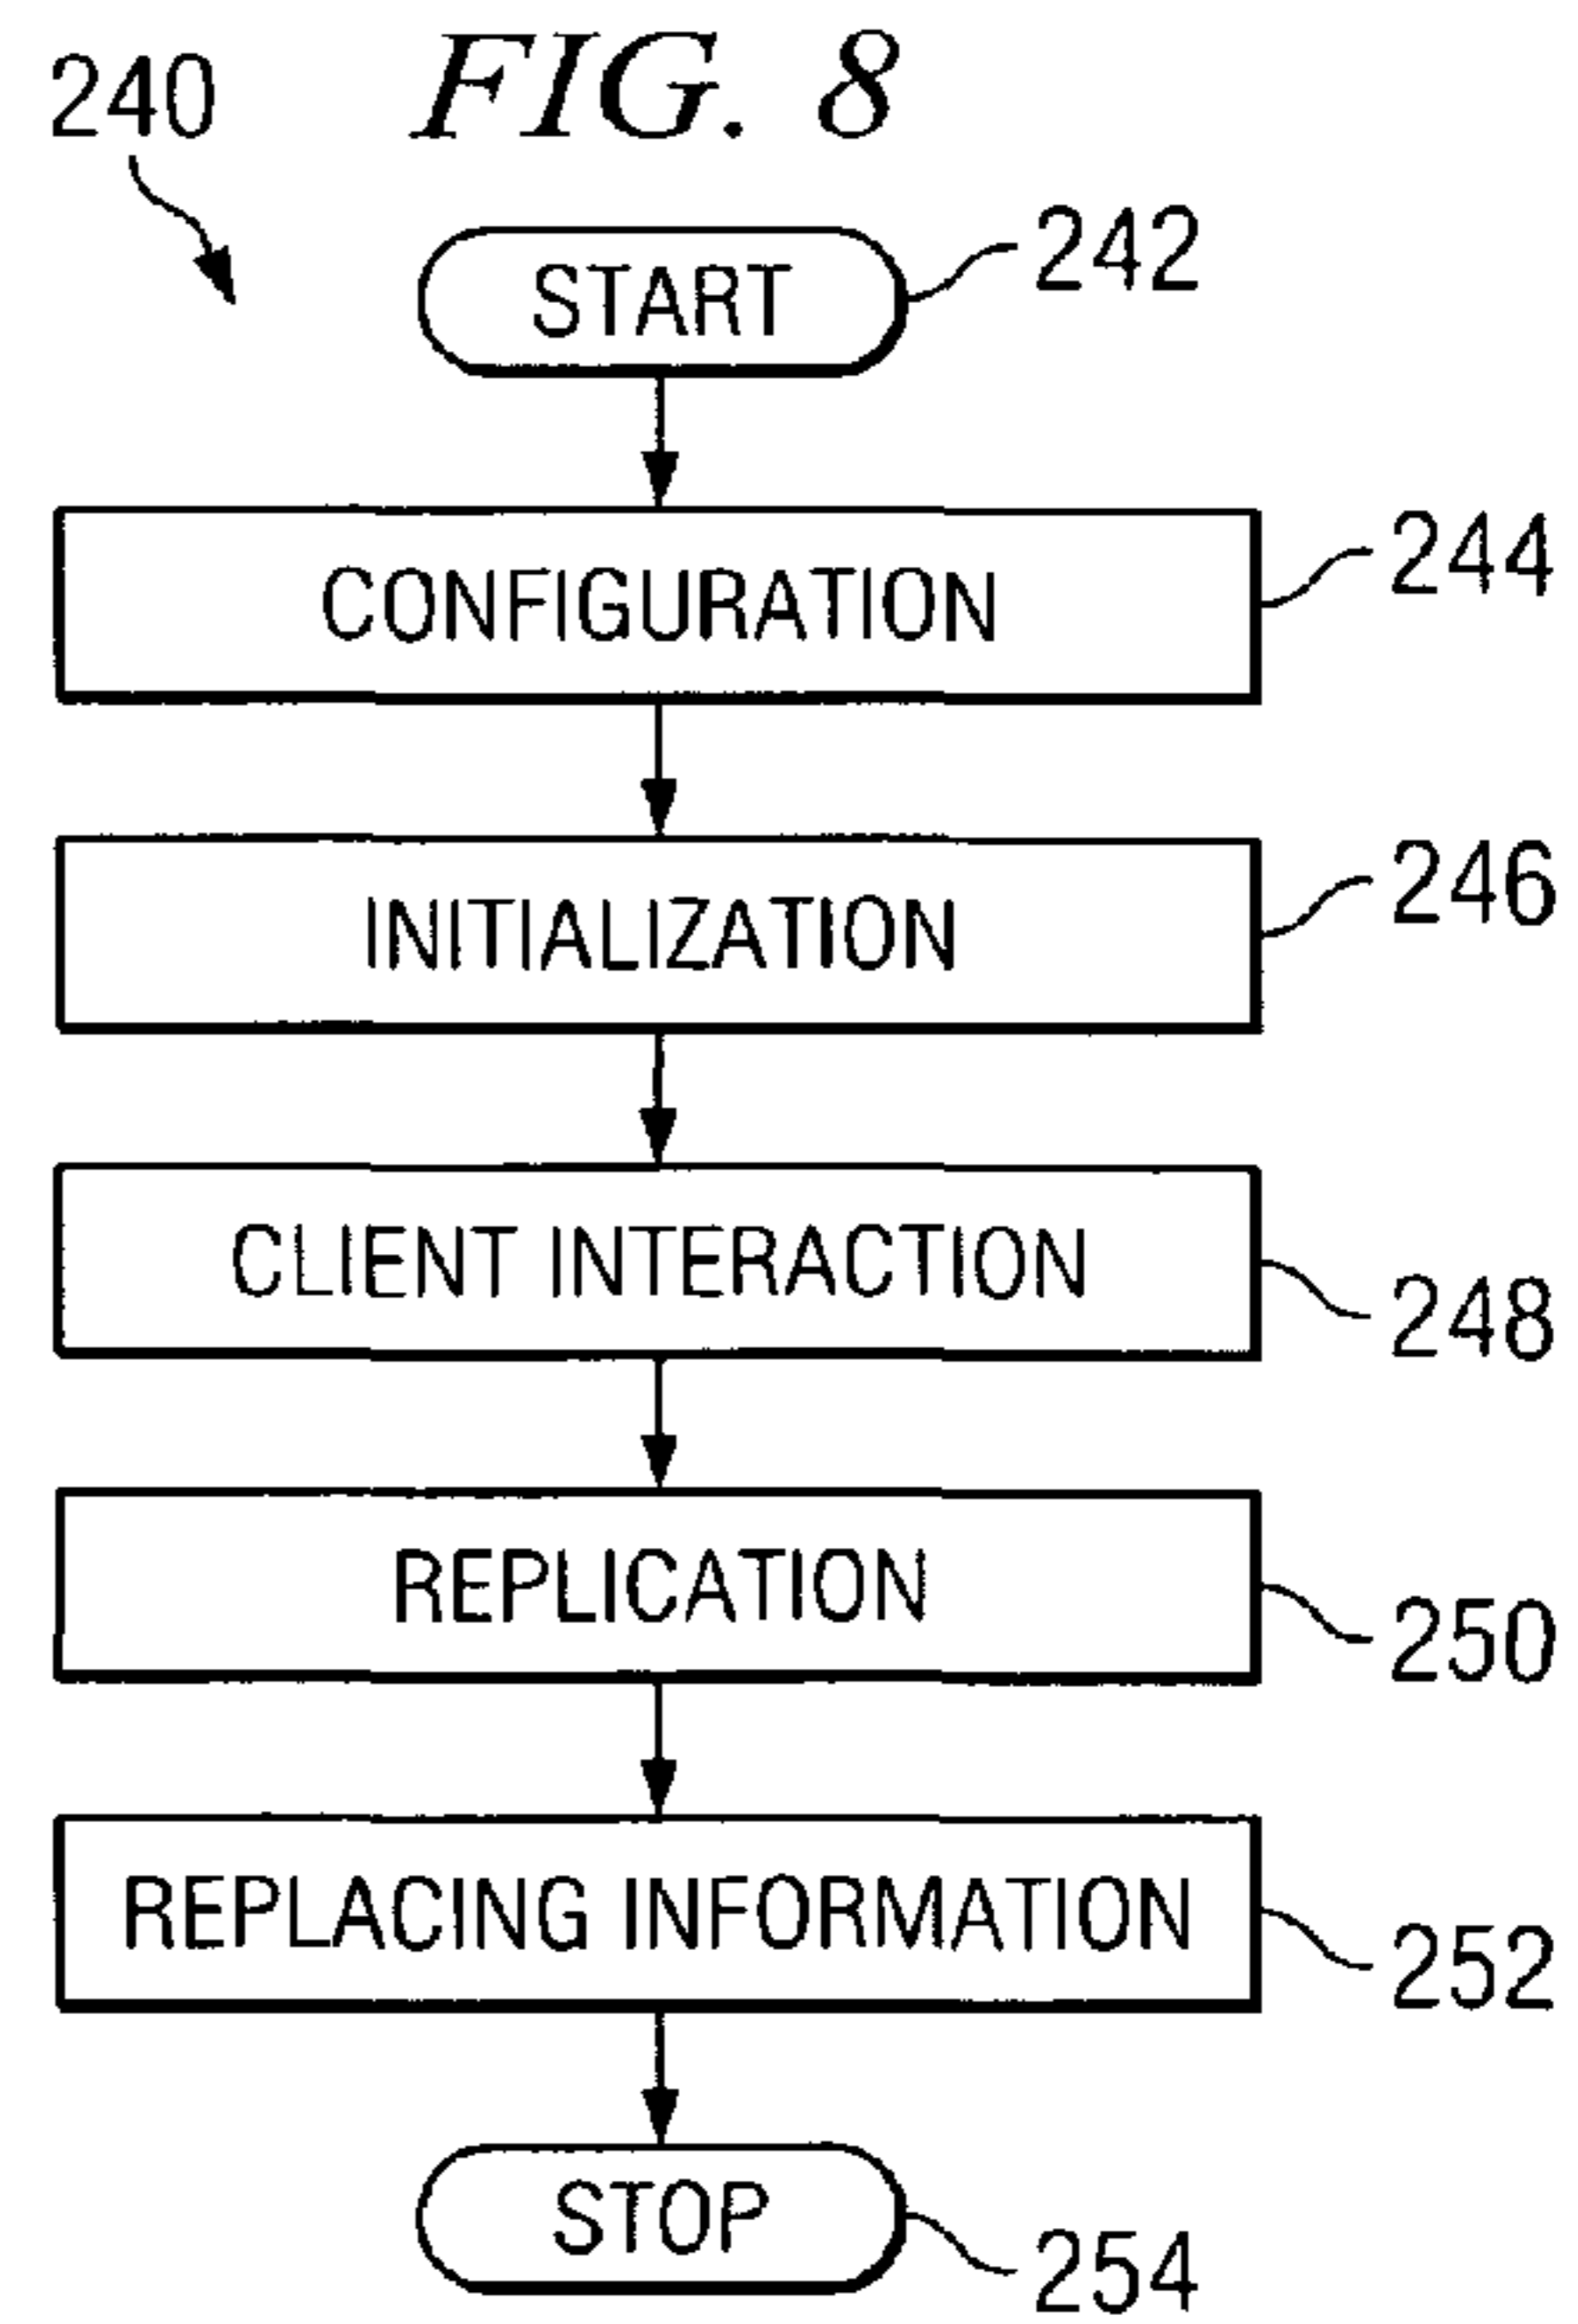 240
FIG. 8
START
242
CONFIGURATION
244
INITIALIZATION
246
CLIENT INTERACTION
248
REPLICATION
250
REPLACING INFORMATION
252
STOP
254